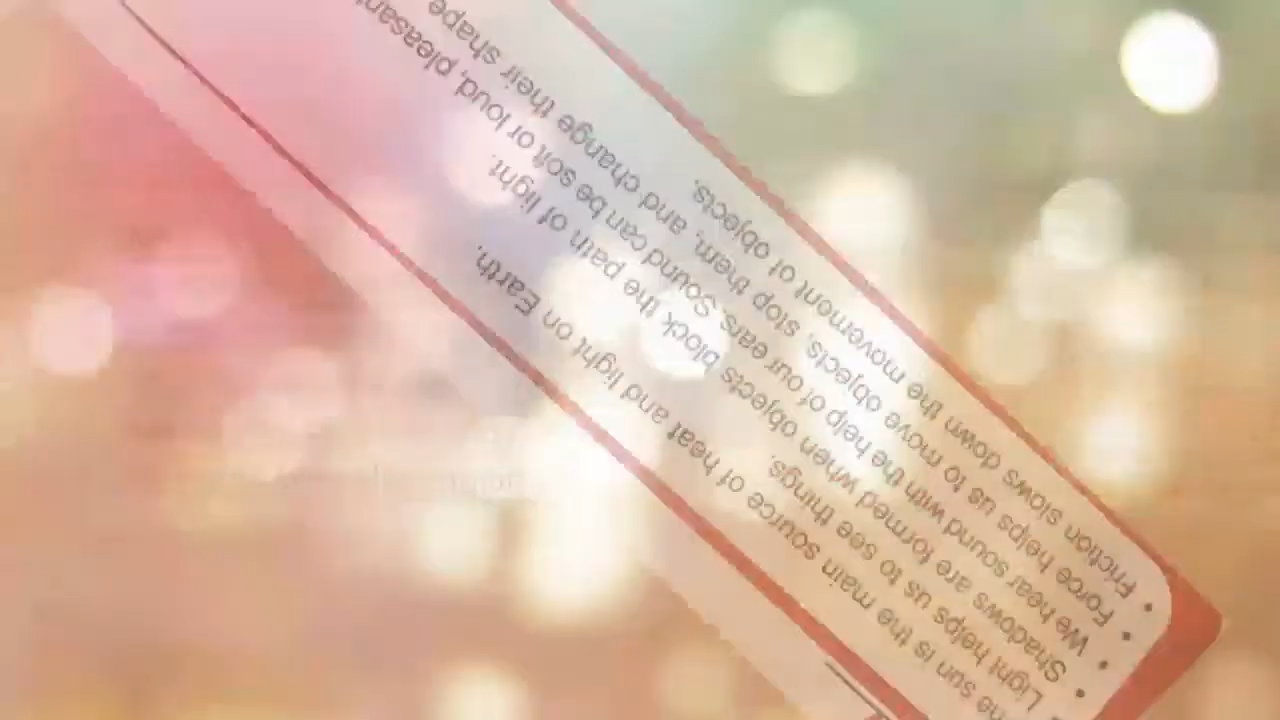 he sun is the main source of heat and light on Earth.
• Light helps us to see things.
• Shadows are formed when objects block the path of light.
• We hear sound with the help of our ears Sound can be soft or loud, pleasant
• Force helps us to move objects, stop them, and change their shape
• Friction slows down the movement of objects.